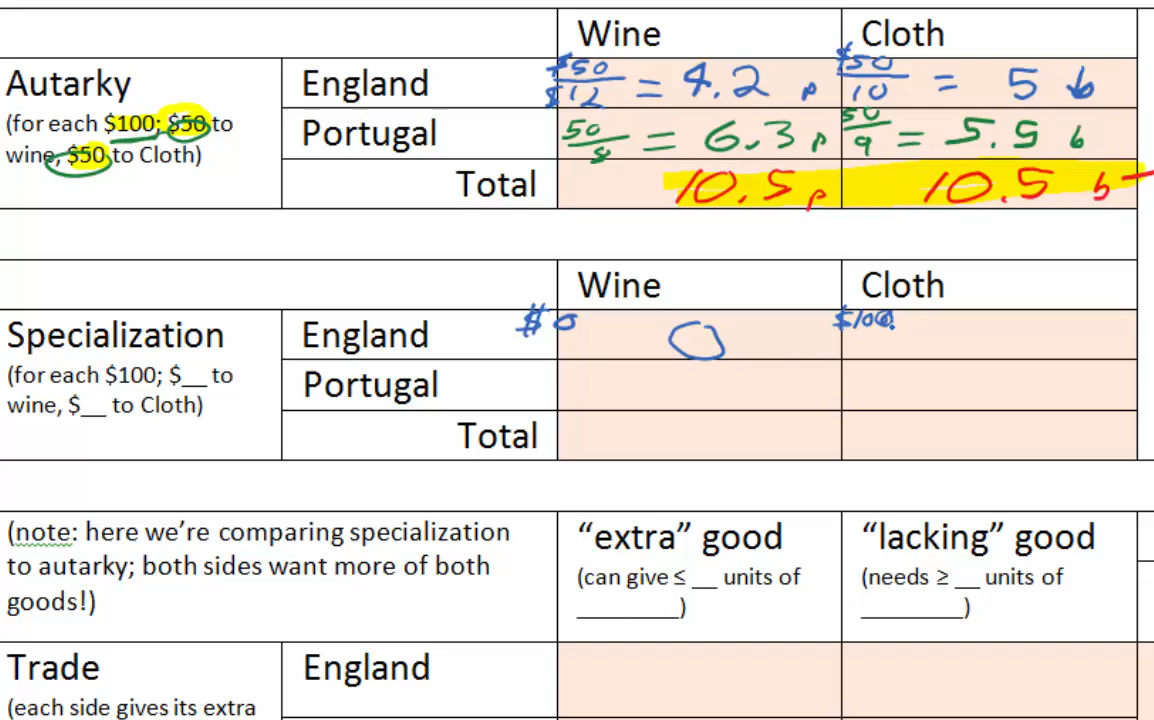 Wine Cloth
Autarky England $50/$12 = 4.2 p $50/10 = 5 b
(for each $100; $50 to
wine, $50 to Cloth)
Portugal 50/8 = 6.3 p 50/9 = 5.5 b
Total 10.5 p 10.5 b
Wine Cloth
Specialization England $0 0 $100
(for each $100; $__ to
wine, $__ to Cloth)
Portugal
Total
(note: here we’re comparing specialization
to autarky; both sides want more of both
goods!)
“extra” good
(can give ≤ __ units of
________)
“lacking” good
(needs ≥ __ units of
_________)
Trade England
(each side gives its extra